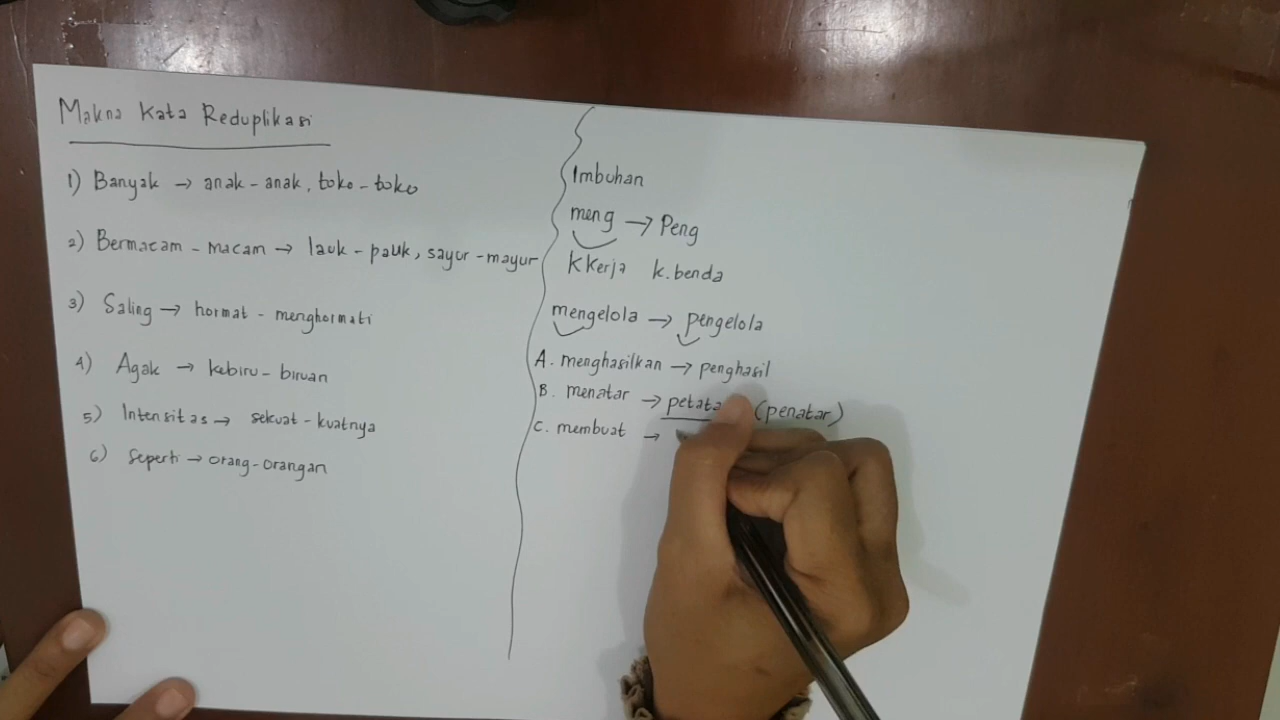 Makna Kata Reduplikasi
1) Banyak → anak - anak, toko - toko
2) Bermacam - macam → lauk - pauk, sayur - mayur
3) Saling → hormat - menghormati
4) Agak → kebiru - biruan
5) Intensitas → sekuat - kuatnya
6) Seperti → orang - orangan
Imbuhan
meng → Peng
k Kerja k. benda
mengelola → pengelola
A. menghasilkan → penghasil
B. menatar → (penatar)
C. membuat →